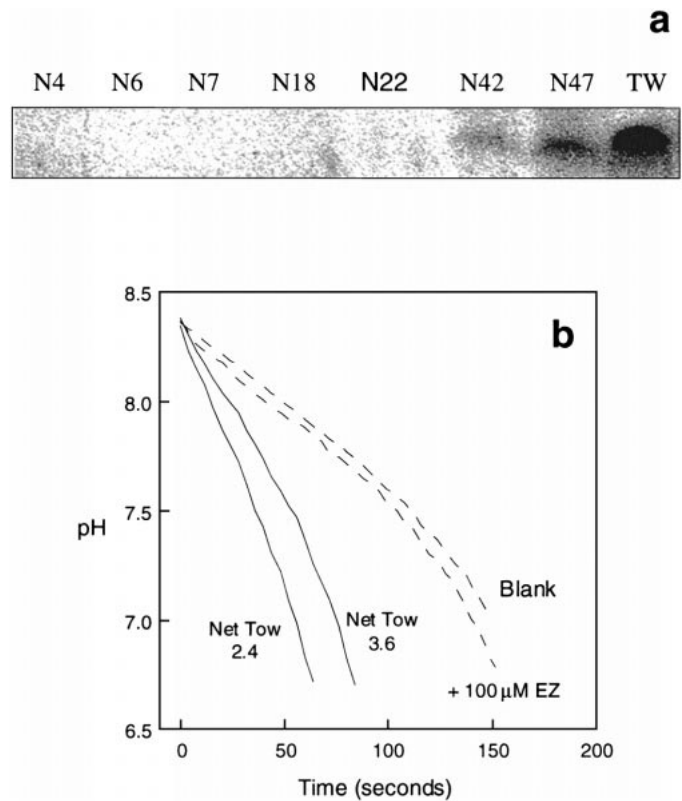 a
N4 N6 N7 N18 N22 N42 N47 TW
b
8.5
8.0
7.5
7.0
6.5
pH
Net Tow
2.4
Net Tow
3.6
Blank
+ 100 μM EZ
0 50 100 150 200
Time (seconds)